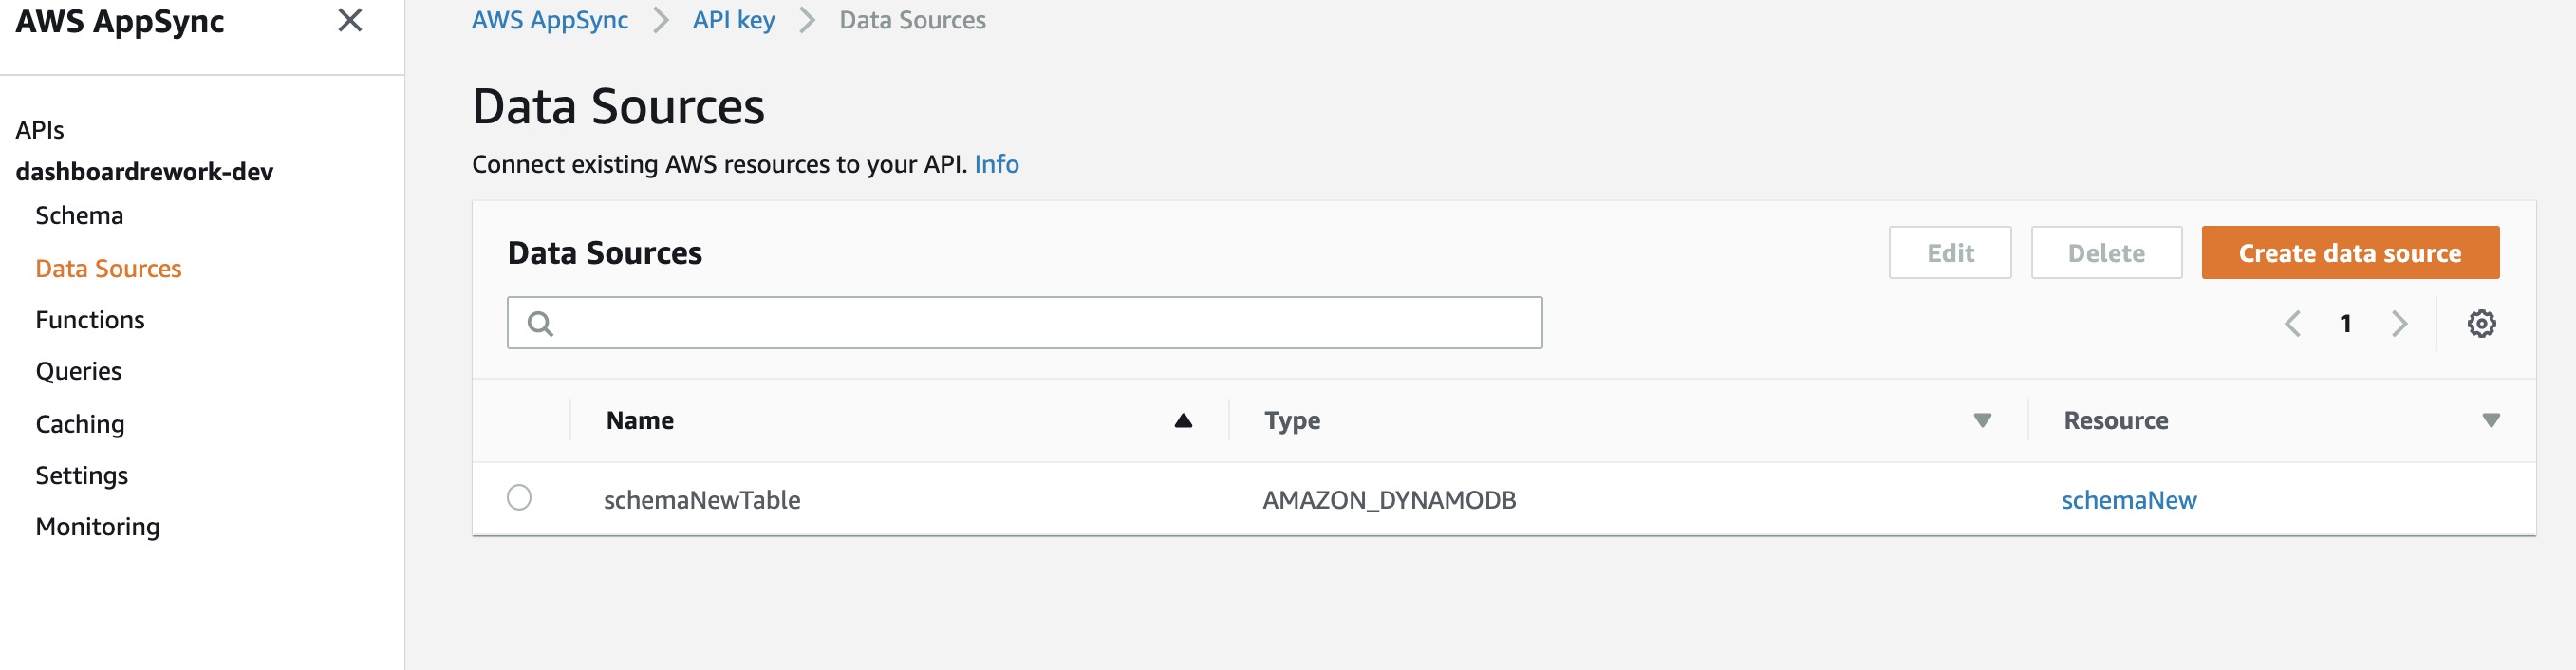 AWS AppSync
APIs
dashboardrework-dev
Schema
Data Sources
Functions
Queries
Caching
Settings
Monitoring
AWS AppSync API key Data Sources
Data Sources
Connect existing AWS resources to your API. Info
Data Sources Edit Delete Create data source
1
Name Type Resource
schemaNewTable AMAZON_DYNAMODB schemaNew